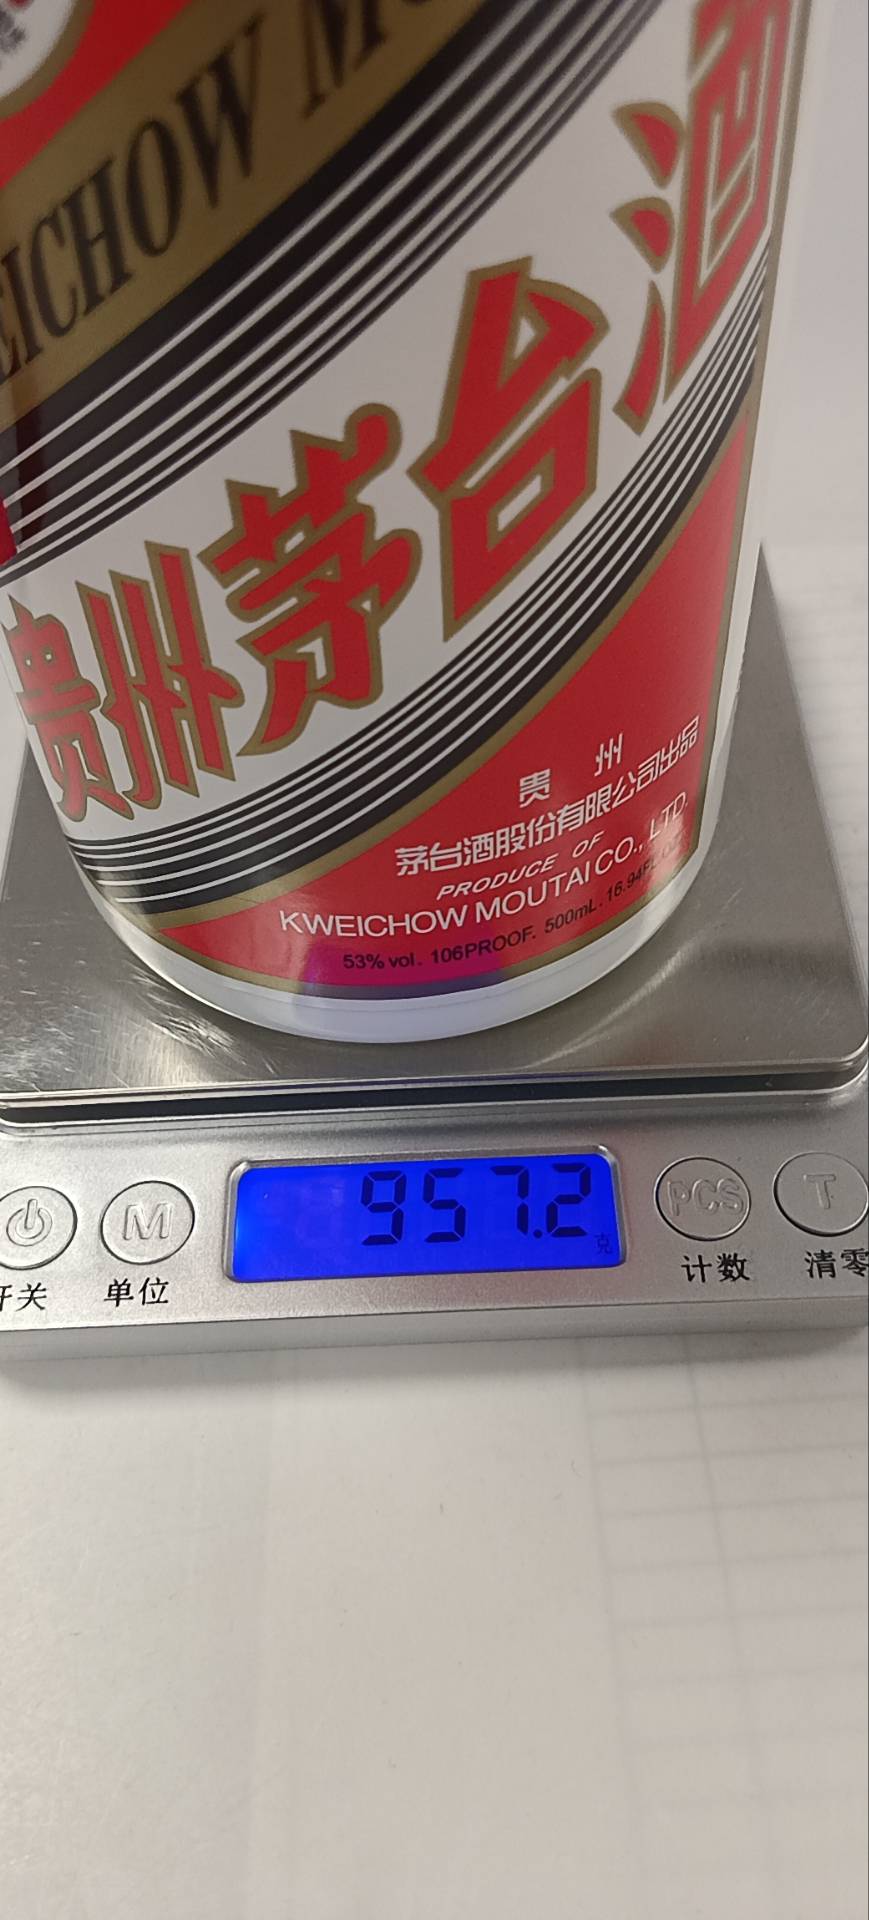 EICHOW M
贵州茅台酒
贵 州
茅台酒股份有限公司出品
PRODUCE OF
KWEICHOW MOUTAI CO., LTD.
53% vol. 106PROOF. 500mL. 16.94FL
957.2
克
M
PCS
T
开关
单位
计数
清零